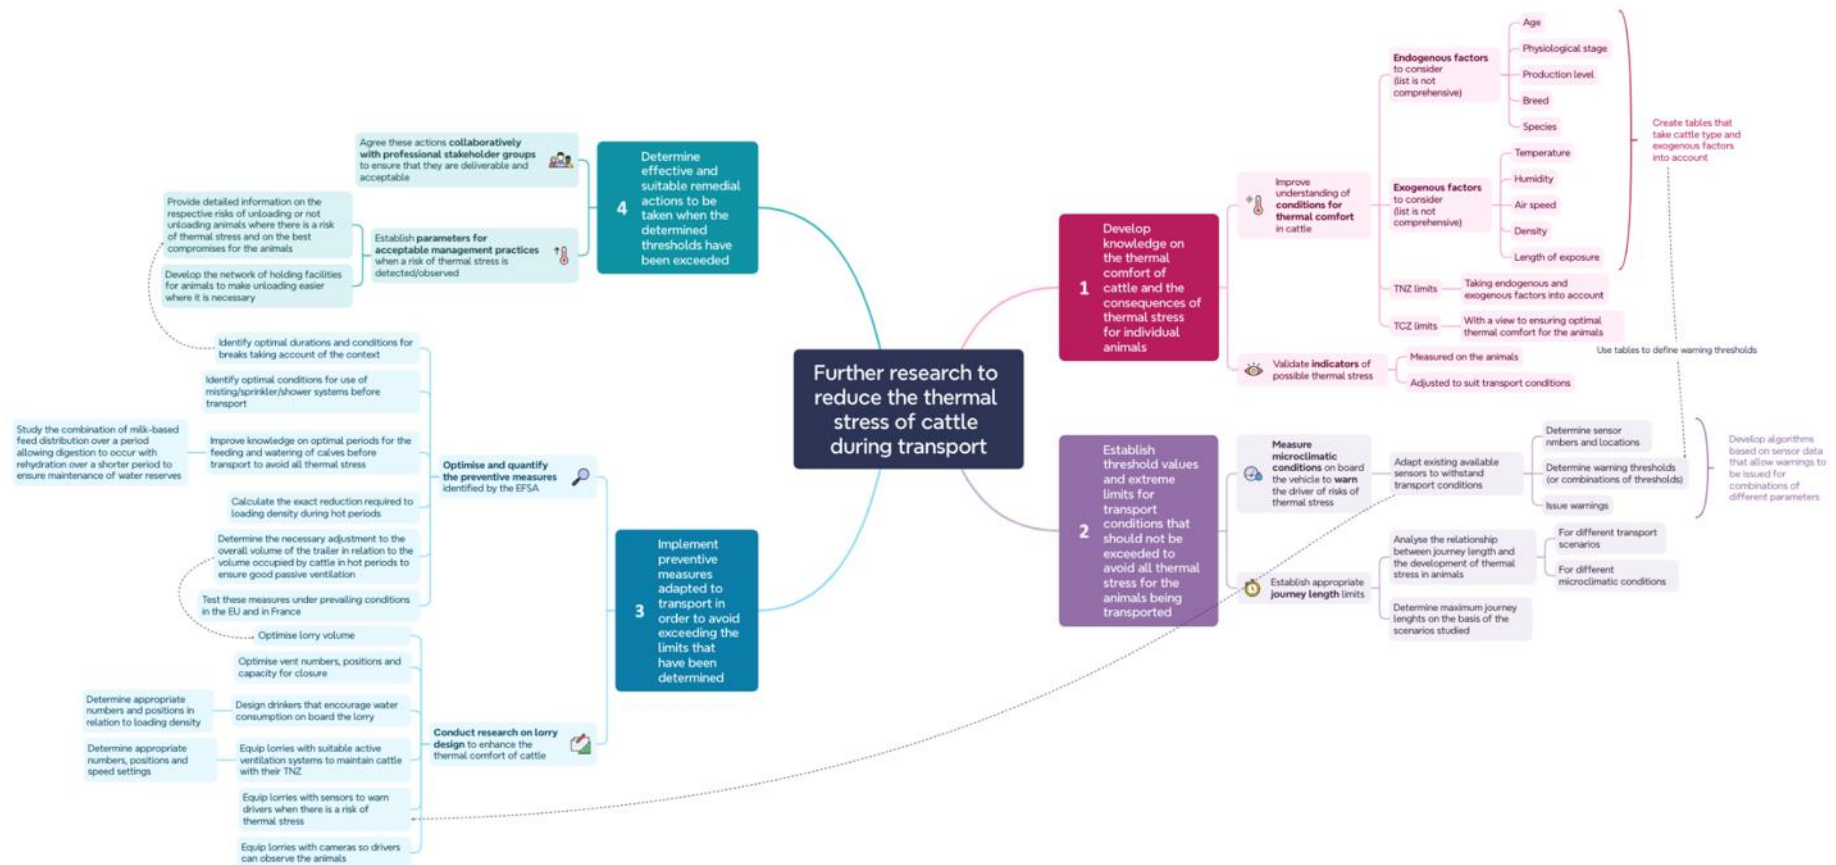 Further research to
reduce the thermal
stress of cattle
during transport
1
Develop
knowledge on
the thermal
comfort of
cattle and the
consequences of
thermal stress
for individual
animals
Improve
understanding of
conditions for
thermal comfort
in cattle
Endogenous factors
to consider
(list is not
comprehensive)
Age
Physiological stage
Production level
Breed
Species
Exogenous factors
to consider
(list is not
comprehensive)
Temperature
Humidity
Air speed
Density
Length of exposure
Create tables that
take cattle type and
exogenous factors
into account
TNZ limits
Taking endogenous and
exogenous factors into account
TCZ limits
With a view to ensuring optimal
thermal comfort for the animals
Use tables to define warning thresholds
Validate indicators of
possible thermal stress
Measured on the animals
Adjusted to suit transport conditions
2
Establish
threshold values
and extreme
limits for
transport
conditions that
should not be
exceeded to
avoid all thermal
stress for the
animals being
transported
Measure
microclimatic
conditions on board
the vehicle to warn
the driver of risks of
thermal stress
Adapt existing available
sensors to withstand
transport conditions
Determine sensor
nmbers and locations
Determine warning thresholds
(or combinations of thresholds)
Issue warnings
Develop algorithms
based on sensor data
that allow warnings to
be issued for
combinations of
different parameters
Establish appropriate
journey length limits
Analyse the relationship
between journey length and
the development of thermal
stress in animals
For different transport
scenarios
For different
microclimatic conditions
Determine maximum journey
lenghts on the basis of the
scenarios studied
3
Implement
preventive
measures
adapted to
transport in
order to avoid
exceeding the
limits that
have been
determined
Optimise and quantify
the preventive measures
identified by the EFSA
Identify optimal durations and conditions for
breaks taking account of the context
Identify optimal conditions for use of
misting/sprinkler/shower systems before
transport
Improve knowledge on optimal periods for the
feeding and watering of calves before
transport to avoid all thermal stress
Study the combination of milk-based
feed distribution over a period
allowing digestion to occur with
rehydration over a shorter period to
ensure maintenance of water reserves
Calculate the exact reduction required to
loading density during hot periods
Determine the necessary adjustment to the
overall volume of the trailer in relation to the
volume occupied by cattle in hot periods to
ensure good passive ventilation
Test these measures under prevailing conditions
in the EU and in France
Conduct research on lorry
design to enhance the
thermal comfort of cattle
Optimise lorry volume
Optimise vent numbers, positions and
capacity for closure
Design drinkers that encourage water
consumption on board the lorry
Determine appropriate
numbers and positions in
relation to loading density
Equip lorries with suitable active
ventilation systems to maintain cattle
with their TNZ
Determine appropriate
numbers, positions and
speed settings
Equip lorries with sensors to warn
drivers when there is a risk of
thermal stress
Equip lorries with cameras so drivers
can observe the animals
4
Determine
effective and
suitable remedial
actions to be
taken when the
determined
thresholds have
been exceeded
Agree these actions collaboratively
with professional stakeholder groups
to ensure that they are deliverable and
acceptable
Establish parameters for
acceptable management practices
when a risk of thermal stress is
detected/observed
Provide detailed information on the
respective risks of unloading or not
unloading animals where there is a risk
of thermal stress and on the best
compromises for the animals
Develop the network of holding facilities
for animals to make unloading easier
where it is necessary